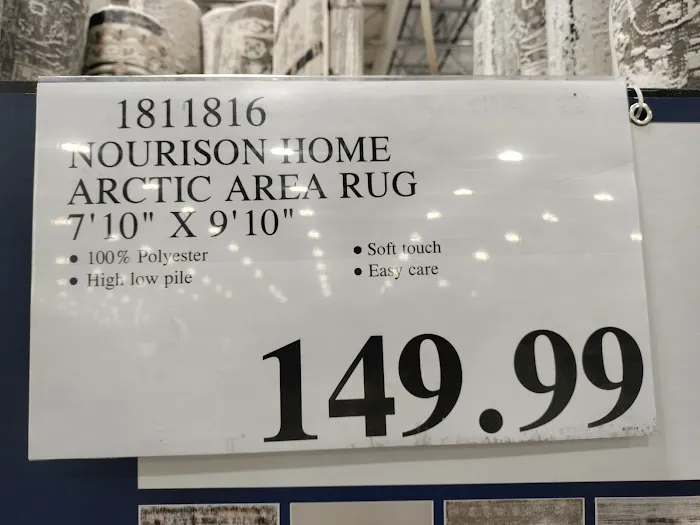 1811816
NOURISON HOME
ARCTIC AREA RUG
7'10" X 9'10"
• 100% Polyester
• High low pile
• Soft touch
• Easy care
149.99